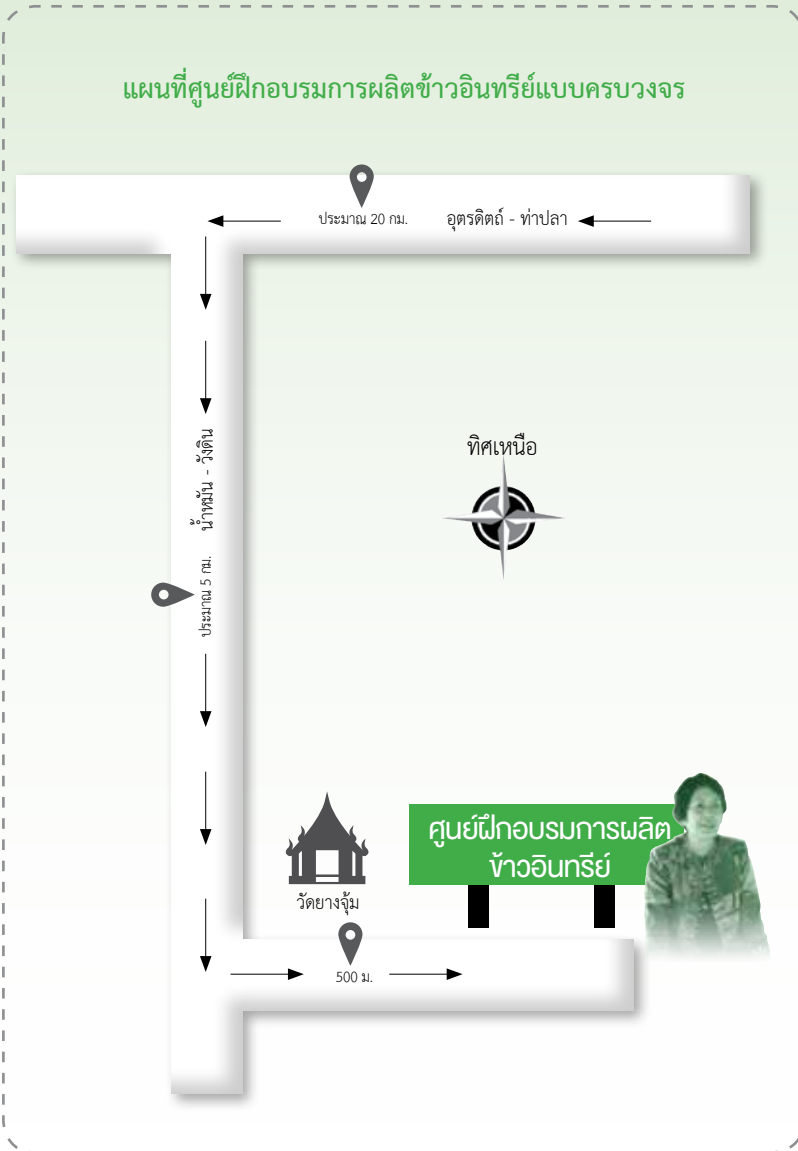 แผนที่ศูนย์ฝึกอบรมการผลิตข้าวอินทรีย์แบบครบวงจร
ประมาณ 20 กม. อุตรดิตถ์ - ท่าปลา
น้ำหมัน - วังดิน
ประมาณ 5 กม.
ทิศเหนือ
ศูนย์ฝึกอบรมการผลิต
ข้าวอินทรีย์
วัดยางจุ้ม
500 ม.